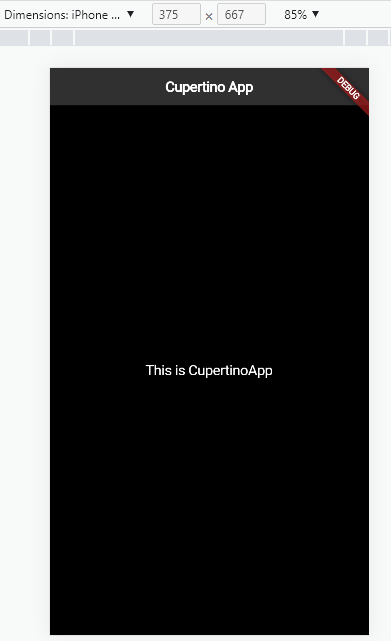 Dimensions: iPhone ... ▼ 375 × 667 85% ▼
Cupertino App
DEBUG
This is CupertinoApp